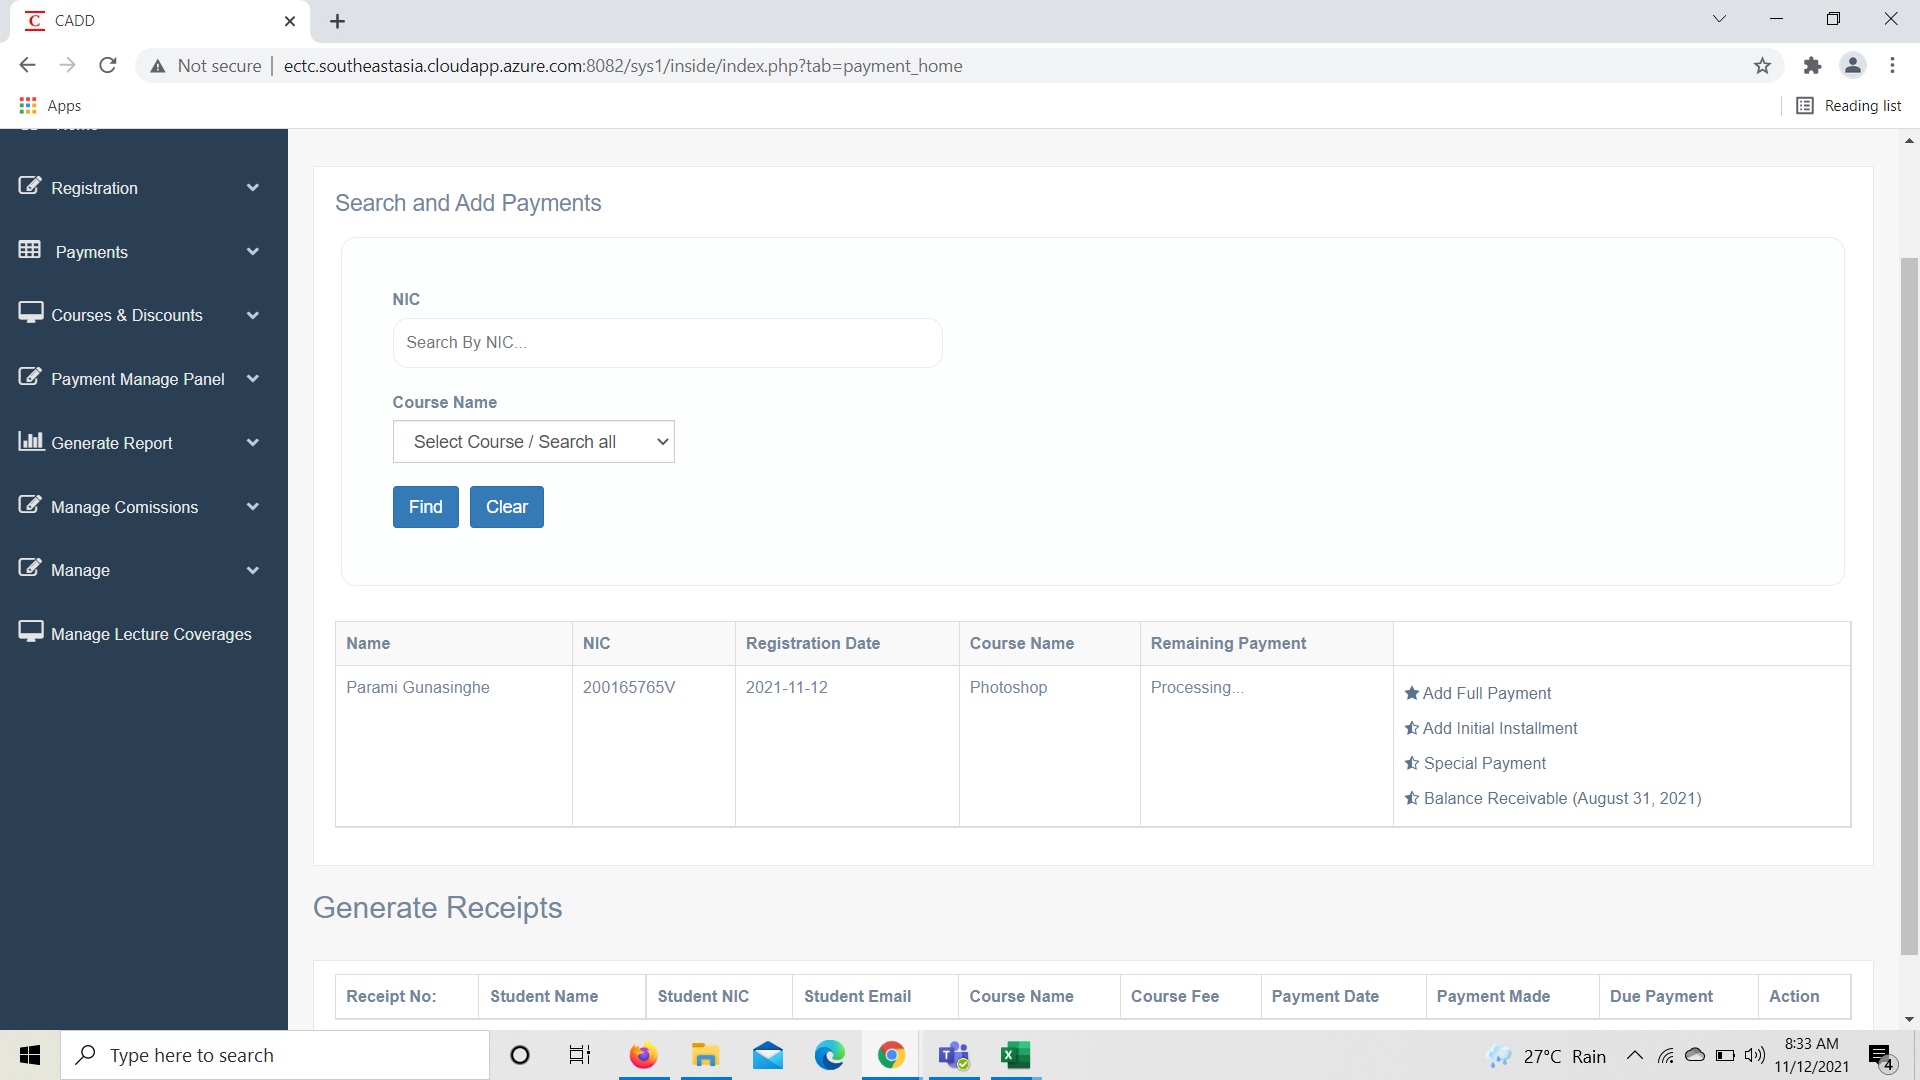 CADD
Not secure
ectc.southeastasia.cloudapp.azure.com:8082/sys1/inside/index.php?tab=payment_home
Apps
Reading list
Home
Registration
Payments
Courses & Discounts
Payment Manage Panel
Generate Report
Manage Comissions
Manage
Manage Lecture Coverages
Search and Add Payments
NIC
Search By NIC...
Course Name
Select Course / Search all
Find Clear
Name NIC Registration Date Course Name Remaining Payment
Parami Gunasinghe 200165765V 2021-11-12 Photoshop Processing...
Add Full Payment
Add Initial Installment
Special Payment
Balance Receivable (August 31, 2021)
Generate Receipts
Receipt No: Student Name Student NIC Student Email Course Name Course Fee Payment Date Payment Made Due Payment Action
Type here to search
27°C Rain
8:33 AM
11/12/2021
4